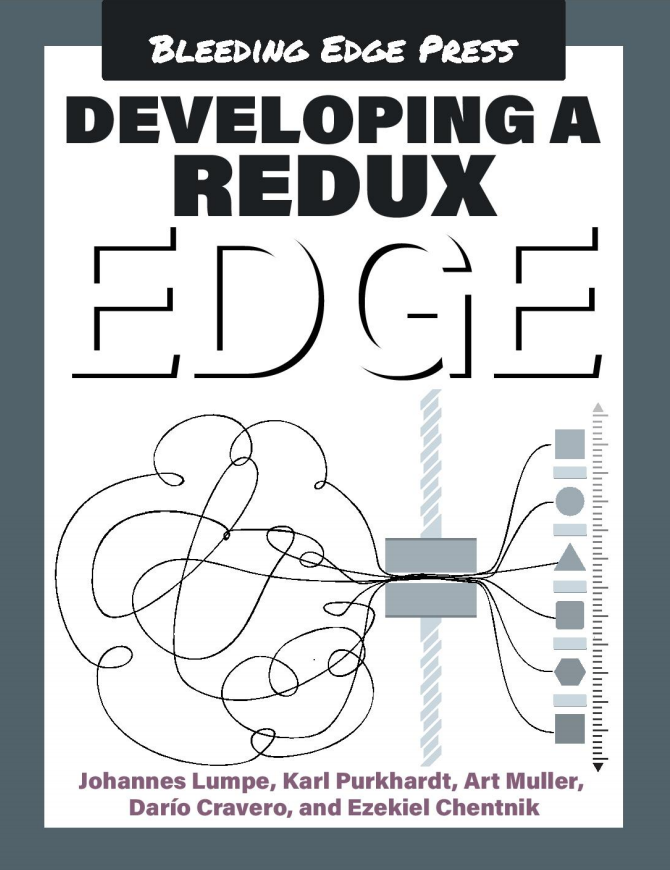 BLEEDING EDGE PRESS
DEVELOPING A
REDUX
EDGE
Johannes Lumpe, Karl Purkhardt, Art Muller,
Darío Cravero, and Ezekiel Chentnik